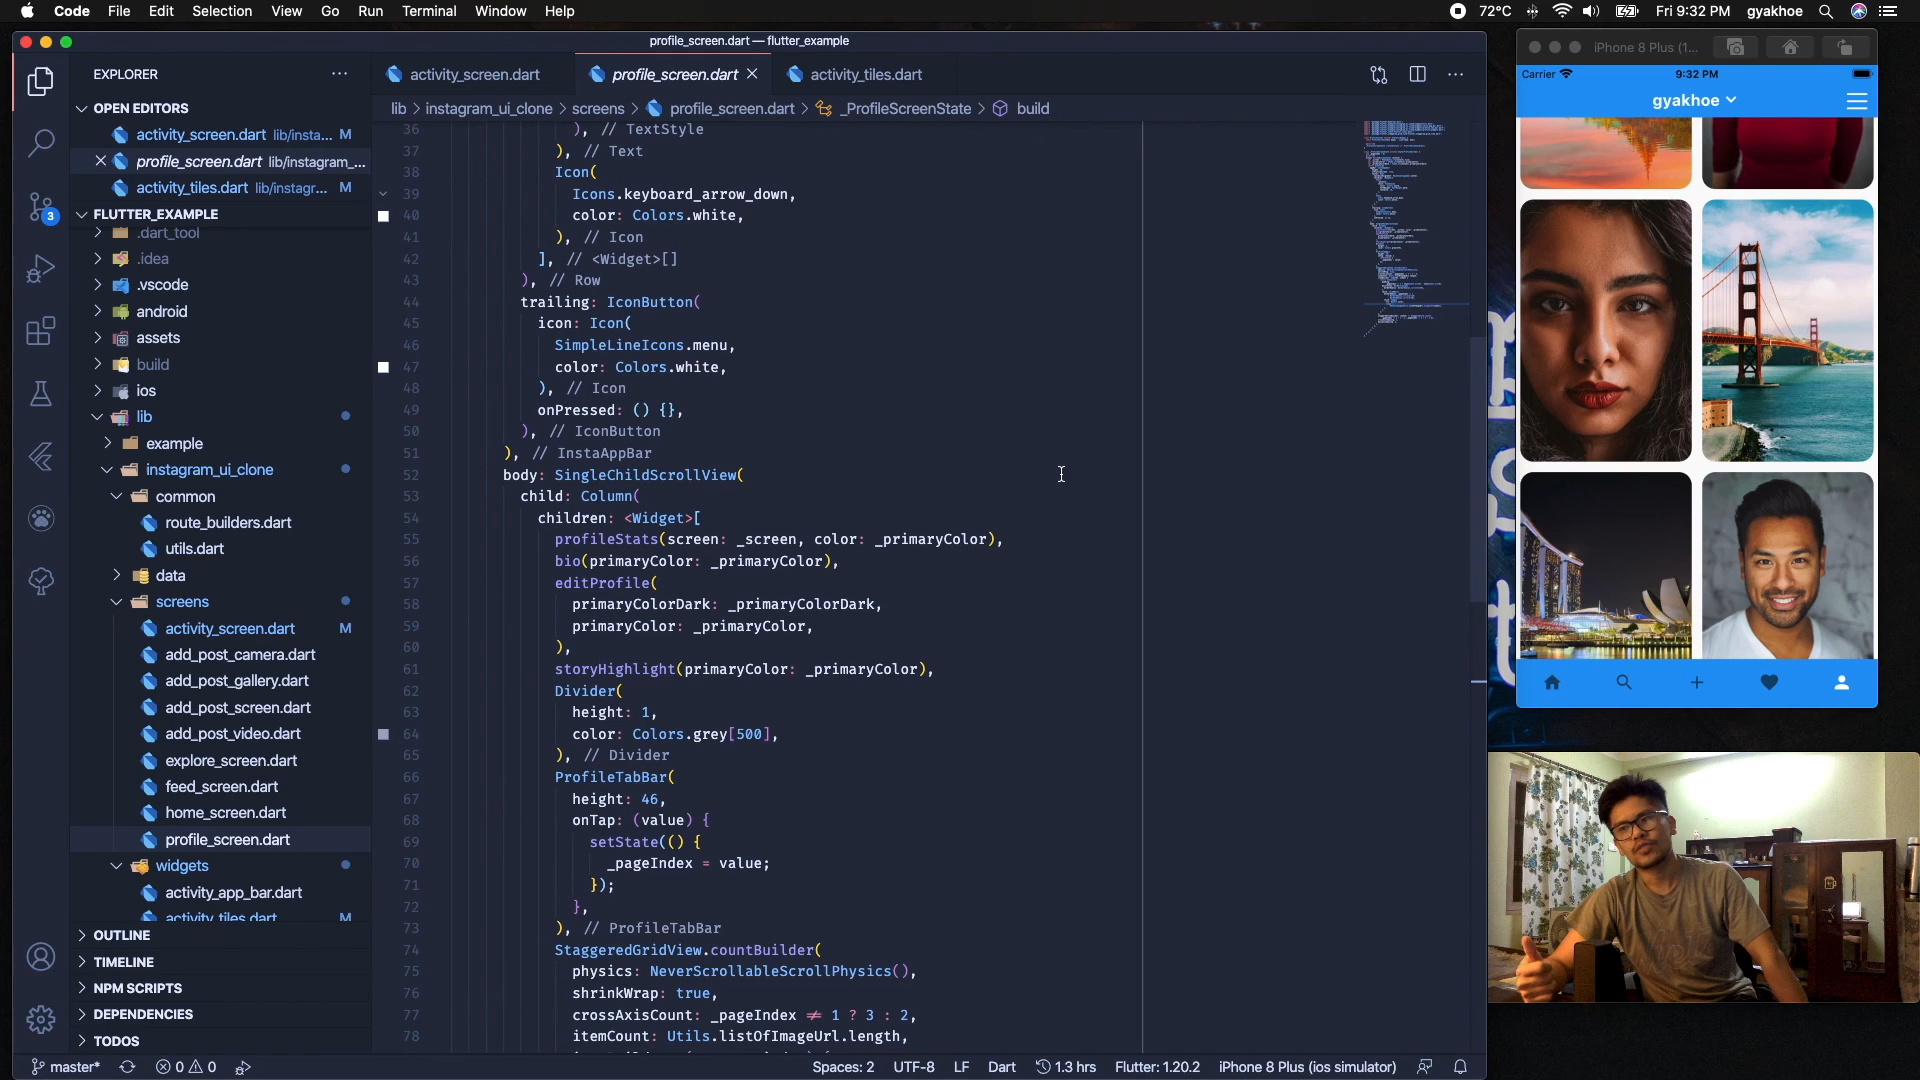 Code File Edit Selection View Go Run Terminal Window Help
72°C Fri 9:32 PM gyakhoe
profile_screen.dart — flutter_example
EXPLORER
OPEN EDITORS
activity_screen.dart lib/insta... M
profile_screen.dart lib/instagram_...
activity_tiles.dart lib/instagr... M
FLUTTER_EXAMPLE
.dart_tool
.idea
.vscode
android
assets
build
ios
lib
example
instagram_ui_clone
common
route_builders.dart
utils.dart
data
screens
activity_screen.dart M
add_post_camera.dart
add_post_gallery.dart
add_post_screen.dart
add_post_video.dart
explore_screen.dart
feed_screen.dart
home_screen.dart
profile_screen.dart
widgets
activity_app_bar.dart
activity_tiles.dart M
OUTLINE
TIMELINE
NPM SCRIPTS
DEPENDENCIES
TODOS
3
activity_screen.dart profile_screen.dart activity_tiles.dart
lib > instagram_ui_clone > screens > profile_screen.dart > _ProfileScreenState > build
36 ), // TextStyle
37 ), // Text
38 Icon(
39 Icons.keyboard_arrow_down,
40 color: Colors.white,
41 ), // Icon
42 ], // <Widget>[]
43 ), // Row
44 trailing: IconButton(
45 icon: Icon(
46 SimpleLineIcons.menu,
47 color: Colors.white,
48 ), // Icon
49 onPressed: () {},
50 ), // IconButton
51 ), // InstaAppBar
52 body: SingleChildScrollView(
53 child: Column(
54 children: <Widget>[
55 profileStats(screen: _screen, color: _primaryColor),
56 bio(primaryColor: _primaryColor),
57 editProfile(
58 primaryColorDark: _primaryColorDark,
59 primaryColor: _primaryColor,
60 ),
61 storyHighlight(primaryColor: _primaryColor),
62 Divider(
63 height: 1,
64 color: Colors.grey[500],
65 ), // Divider
66 ProfileTabBar(
67 height: 46,
68 onTap: (value) {
69 setState(() {
70 _pageIndex = value;
71 });
72 },
73 ), // ProfileTabBar
74 StaggeredGridView.countBuilder(
75 physics: NeverScrollableScrollPhysics(),
76 shrinkWrap: true,
77 crossAxisCount: _pageIndex ≠ 1 ? 3 : 2,
78 itemCount: Utils.listOfImageUrl.length,
master* 0 0 Spaces: 2 UTF-8 LF Dart 1.3 hrs Flutter: 1.20.2 iPhone 8 Plus (ios simulator)
iPhone 8 Plus (1...
Carrier 9:32 PM
gyakhoe